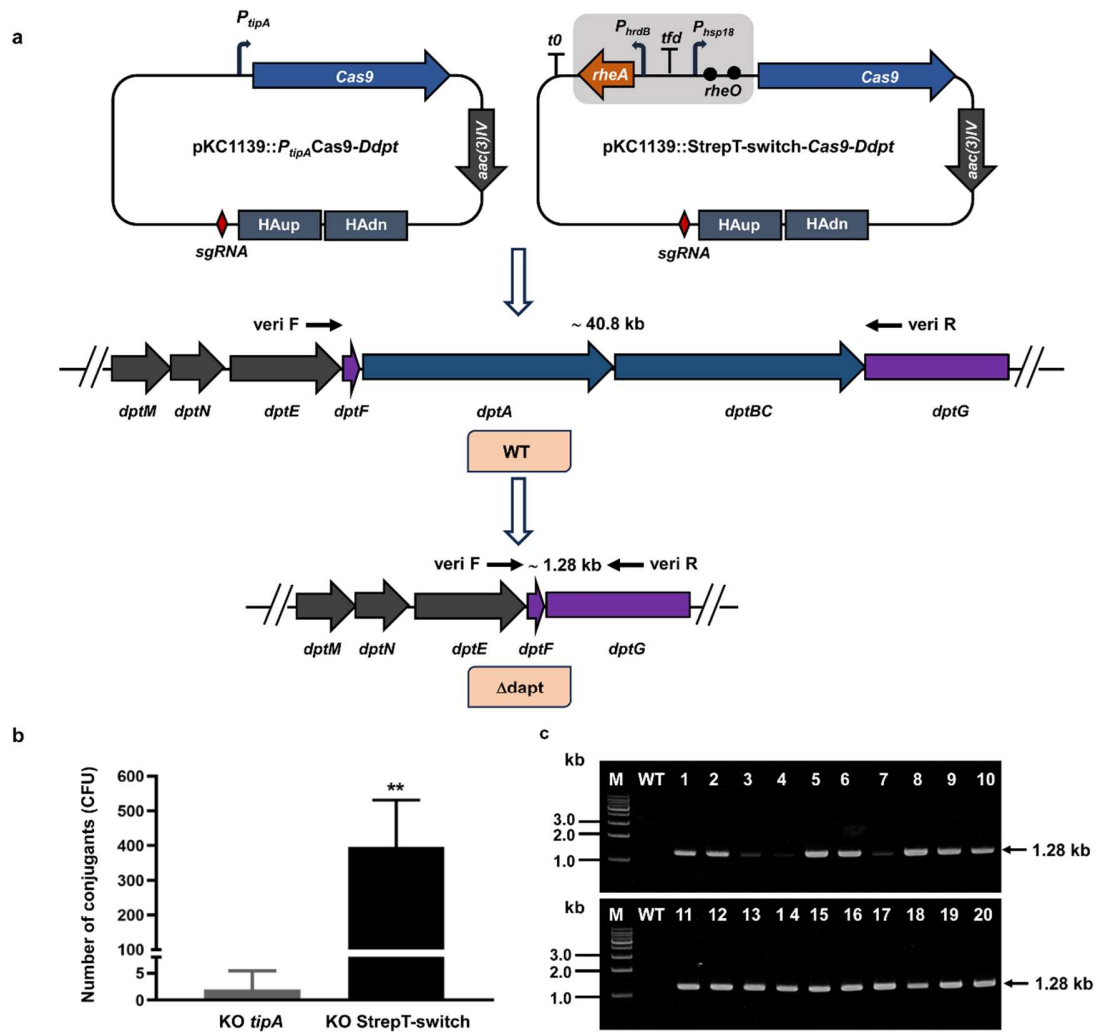 a
P_tipA
Cas9
aac(3)IV
pKC1139::P_tipACas9-Ddpt
sgRNA
HAup HAdn
t0 P_hrdB tfd P_hsp18
rheA
rheO
Cas9
aac(3)IV
pKC1139::StrepT-switch-Cas9-Ddpt
sgRNA
HAup HAdn
veri F ~ 40.8 kb veri R
dptM dptN dptE dptF dptA dptBC dptG
WT
veri F ~ 1.28 kb veri R
dptM dptN dptE dptF dptG
Δdapt
b
Number of conjugants (CFU)
600
500
400
300
200
100
5
0
**
KO tipA KO StrepT-switch
c
kb
M WT 1 2 3 4 5 6 7 8 9 10
3.0
2.0
1.0
1.28 kb
kb
M WT 11 12 13 1 4 15 16 17 18 19 20
3.0
2.0
1.0
1.28 kb